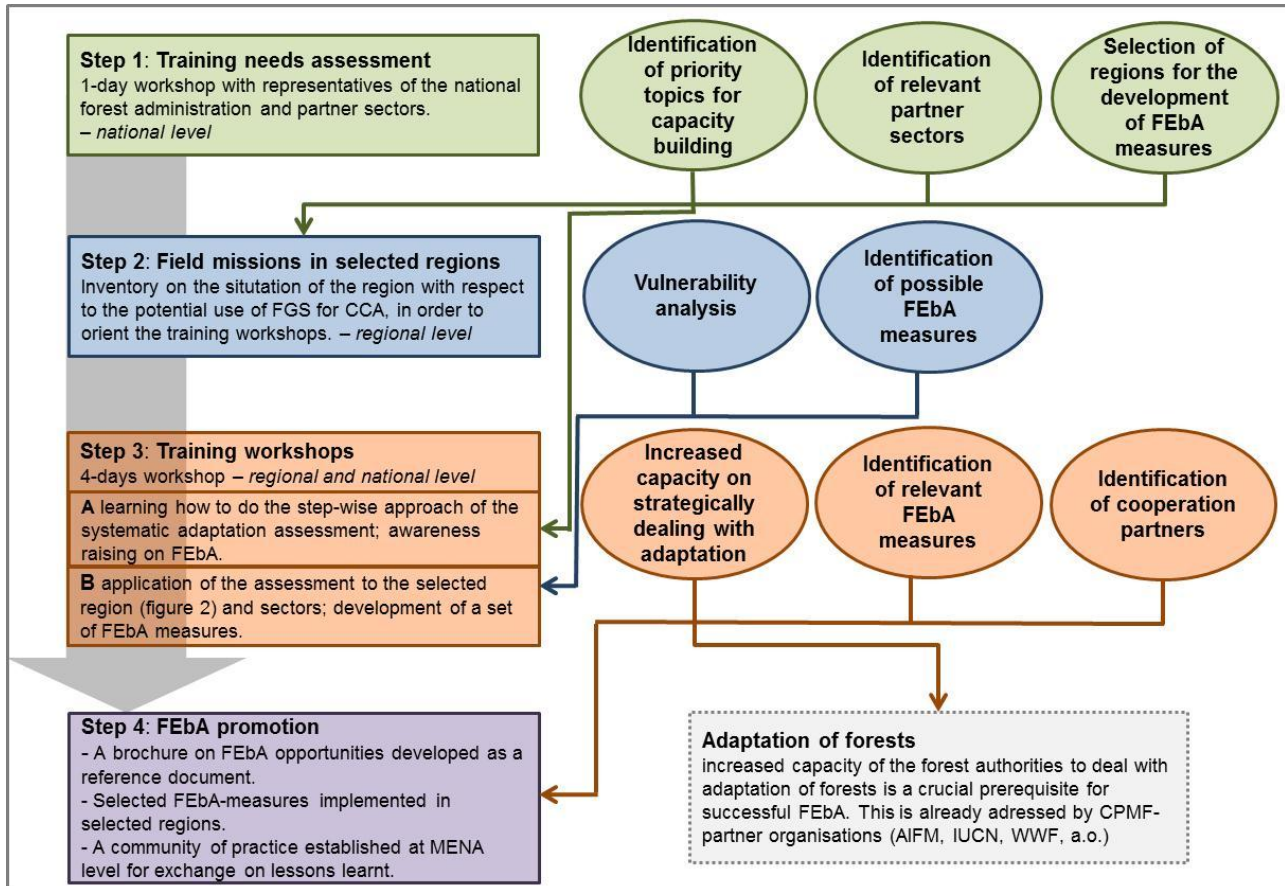 Step 1: Training needs assessment
1-day workshop with representatives of the national
forest administration and partner sectors.
– national level
Identification
of priority
topics for
capacity
building
Identification
of relevant
partner
sectors
Selection of
regions for the
development
of FEbA
measures
Step 2: Field missions in selected regions
Inventory on the situtation of the region with respect
to the potential use of FGS for CCA, in order to
orient the training workshops. – regional level
Vulnerability
analysis
Identification
of possible
FEbA
measures
Step 3: Training workshops
4-days workshop – regional and national level
A learning how to do the step-wise approach of the
systematic adaptation assessment; awareness
raising on FEbA.
B application of the assessment to the selected
region (figure 2) and sectors; development of a set
of FEbA measures.
Increased
capacity on
strategically
dealing with
adaptation
Identification
of relevant
FEbA
measures
Identification
of cooperation
partners
Step 4: FEbA promotion
- A brochure on FEbA opportunities developed as a
reference document.
- Selected FEbA-measures implemented in
selected regions.
- A community of practice established at MENA
level for exchange on lessons learnt.
Adaptation of forests
increased capacity of the forest authorities to deal with
adaptation of forests is a crucial prerequisite for
successful FEbA. This is already adressed by CPMF-
partner organisations (AIFM, IUCN, WWF, a.o.)